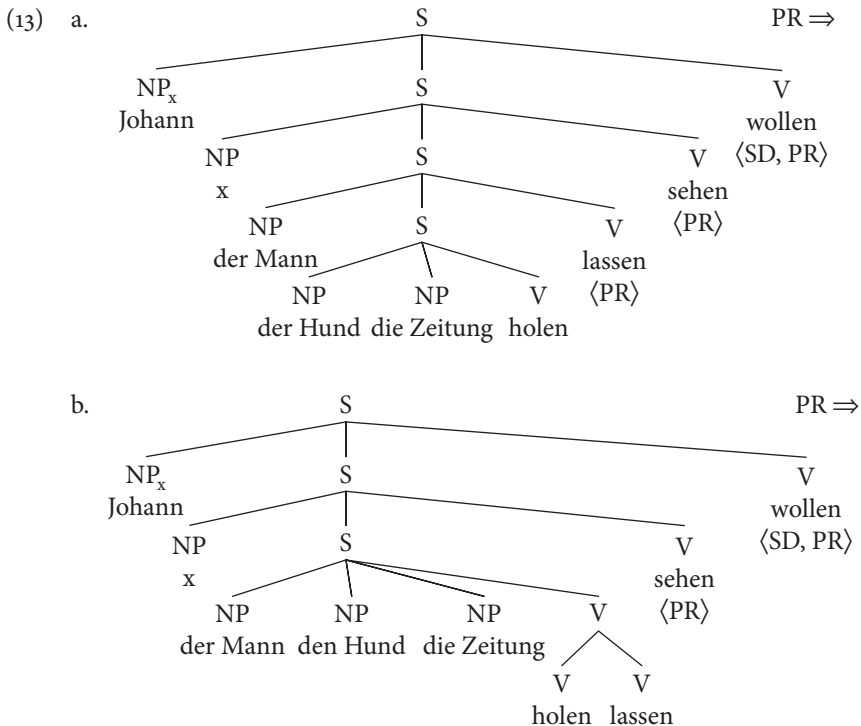 (13) a. S PR ⇒
NPx S V
Johann wollen
NP S V ⟨SD, PR⟩
x sehen
NP S V ⟨PR⟩
der Mann lassen
NP NP V ⟨PR⟩
der Hund die Zeitung holen
b. S PR ⇒
NPx S V
Johann wollen
NP S V ⟨SD, PR⟩
x sehen
NP NP NP V ⟨PR⟩
der Mann den Hund die Zeitung
V V
holen lassen